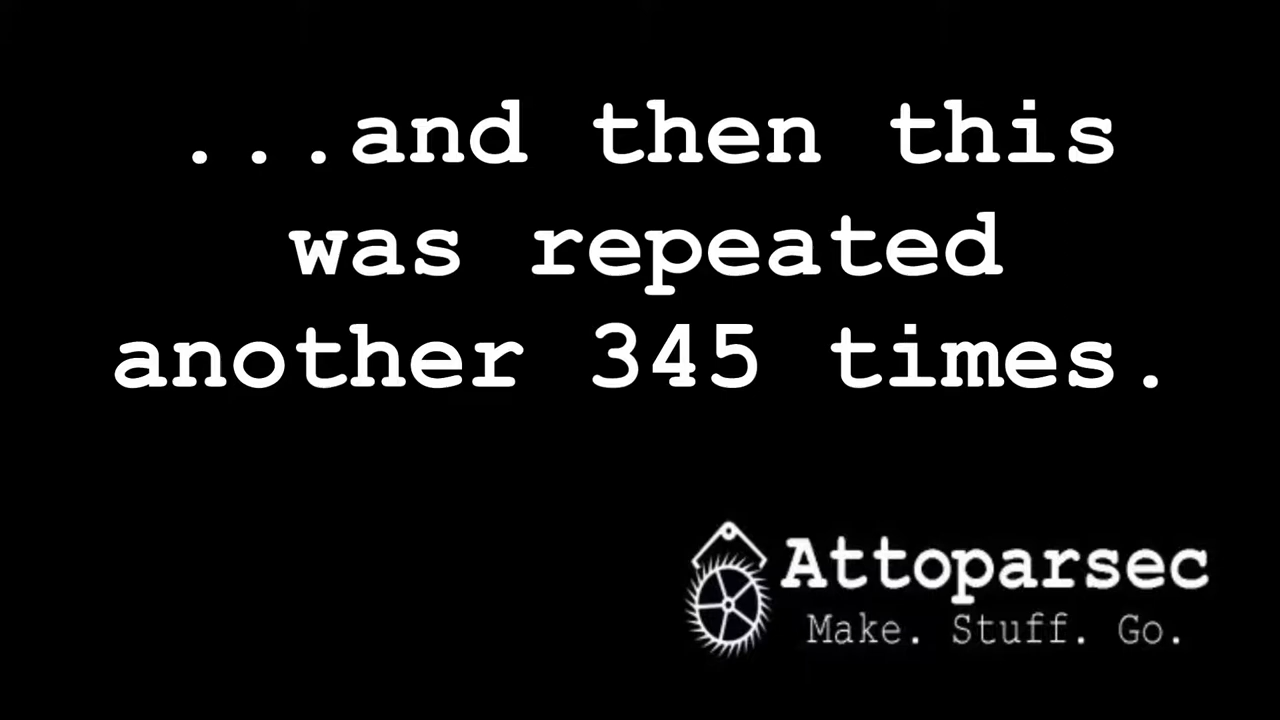 ...and then this
was repeated
another 345 times.
Attoparsec
Make. Stuff. Go.